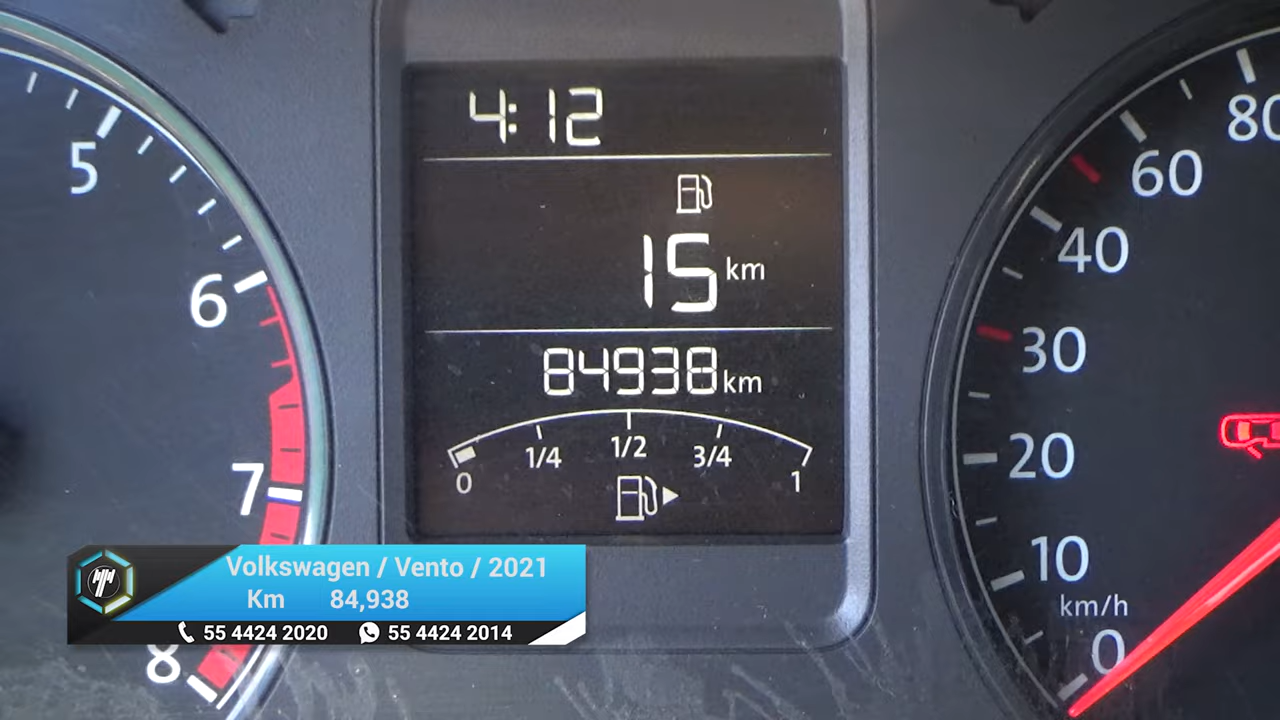 4:12
15 km
84938 km
0 1/4 1/2 3/4 1
5
6
7
8
80
60
40
30
20
10
km/h
0
Volkswagen / Vento / 2021
Km 84,938
55 4424 2020 55 4424 2014